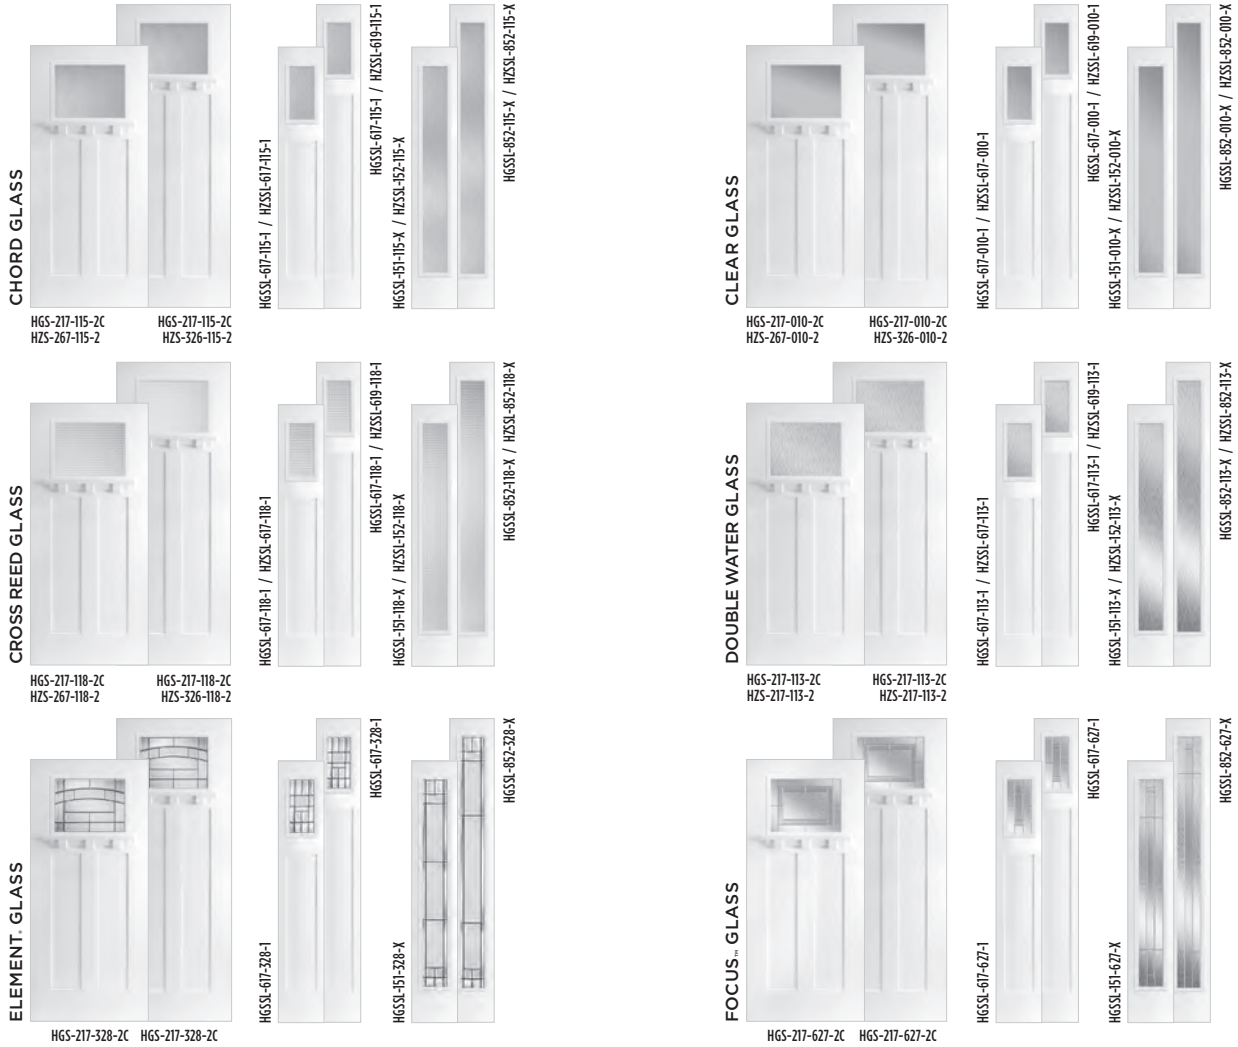 CHORD GLASS
HGS-217-115-2C
HZS-267-115-2
HGS-217-115-2C
HZS-326-115-2
HGSSL-617-115-1 / HZSSL-617-115-1
HGSSL-617-115-1 / HZSSL-619-115-1
HGSSL-151-115-X / HZSSL-152-115-X
HGSSL-852-115-X / HZSSL-852-115-X
CLEAR GLASS
HGS-217-010-2C
HZS-267-010-2
HGS-217-010-2C
HZS-326-010-2
HGSSL-617-010-1 / HZSSL-617-010-1
HGSSL-617-010-1 / HZSSL-619-010-1
HGSSL-151-010-X / HZSSL-152-010-X
HGSSL-852-010-X / HZSSL-852-010-X
CROSS REED GLASS
HGS-217-118-2C
HZS-267-118-2
HGS-217-118-2C
HZS-326-118-2
HGSSL-617-118-1 / HZSSL-617-118-1
HGSSL-617-118-1 / HZSSL-619-118-1
HGSSL-151-118-X / HZSSL-152-118-X
HGSSL-852-118-X / HZSSL-852-118-X
DOUBLE WATER GLASS
HGS-217-113-2C
HZS-217-113-2
HGS-217-113-2C
HZS-217-113-2
HGSSL-617-113-1 / HZSSL-617-113-1
HGSSL-617-113-1 / HZSSL-619-113-1
HGSSL-151-113-X / HZSSL-152-113-X
HGSSL-852-113-X / HZSSL-852-113-X
ELEMENT® GLASS
HGS-217-328-2C
HGS-217-328-2C
HGSSL-617-328-1
HGSSL-617-328-1
HGSSL-151-328-X
HGSSL-852-328-X
FOCUS™ GLASS
HGS-217-627-2C
HGS-217-627-2C
HGSSL-617-627-1
HGSSL-617-627-1
HGSSL-151-627-X
HGSSL-852-627-X